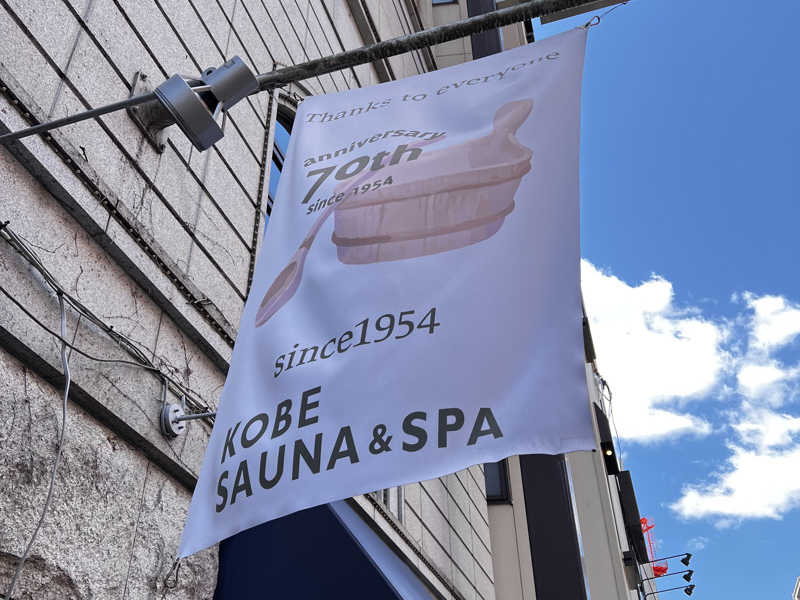 Thanks to everyone
anniversary
70th
since 1954
since1954
KOBE
SAUNA & SPA